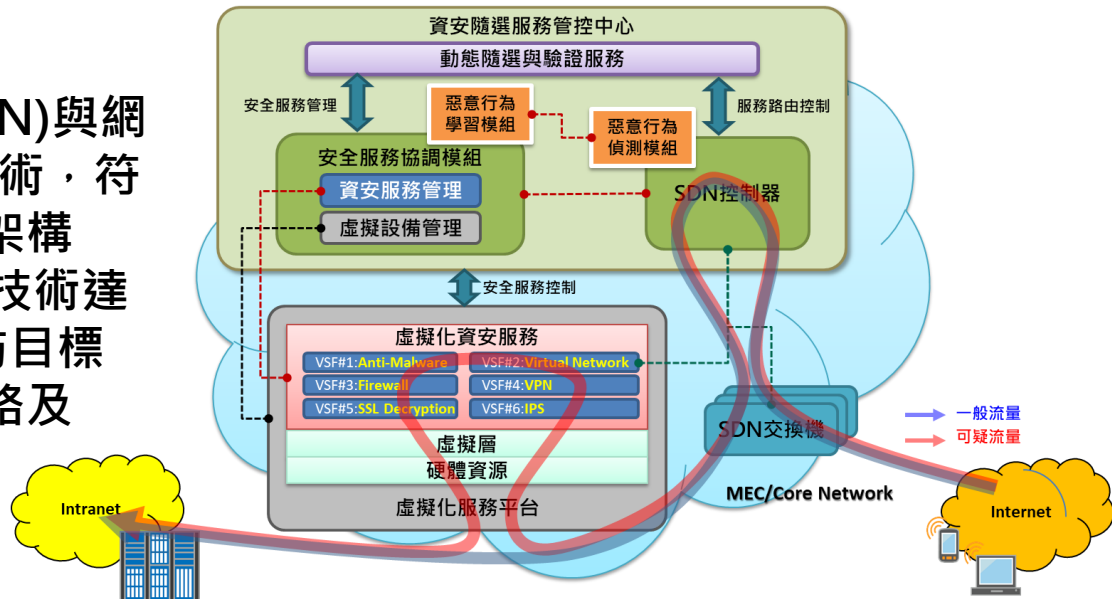 N)與網
術，符
架構
技術達
防目標
路及
資安隨選服務管控中心
動態隨選與驗證服務
安全服務管理
惡意行為
學習模組
惡意行為
偵測模組
服務路由控制
安全服務協調模組
資安服務管理
虛擬設備管理
SDN控制器
安全服務控制
虛擬化資安服務
VSF#1:Anti-Malware
VSF#2:Virtual Network
VSF#3:Firewall
VSF#4:VPN
VSF#5:SSL Decryption
VSF#6:IPS
虛擬層
硬體資源
虛擬化服務平台
SDN交換機
一般流量
可疑流量
MEC/Core Network
Intranet
Internet